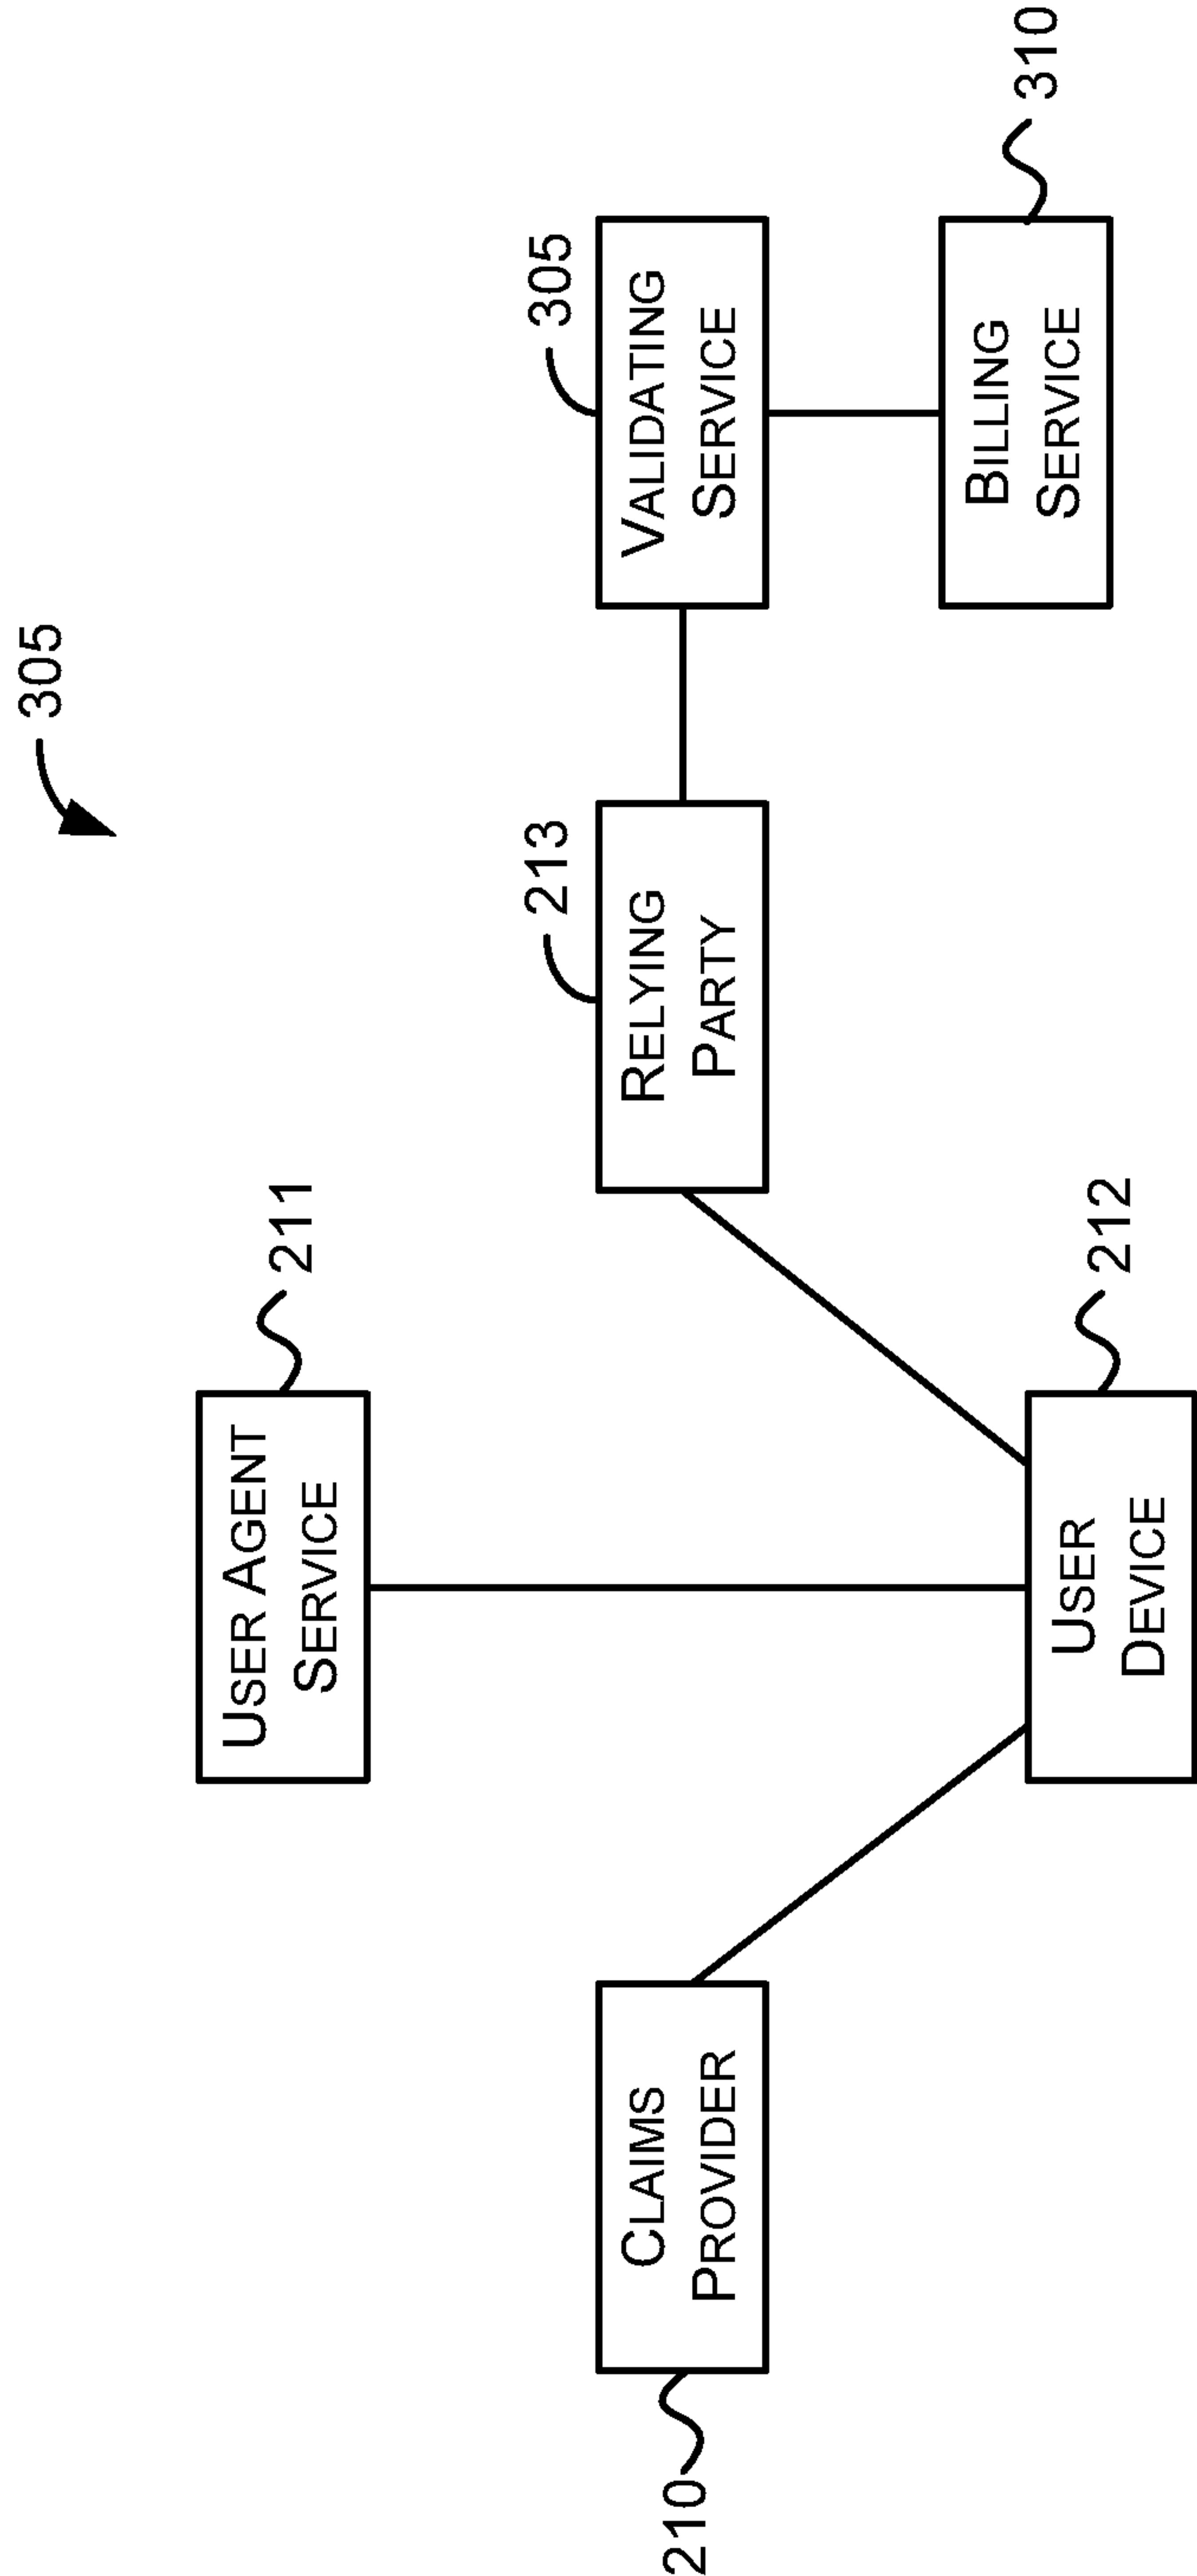 305
USER AGENT
SERVICE
211
CLAIMS
PROVIDER
210
RELYING
PARTY
213
VALIDATING
SERVICE
305
USER
DEVICE
212
BILLING
SERVICE
310